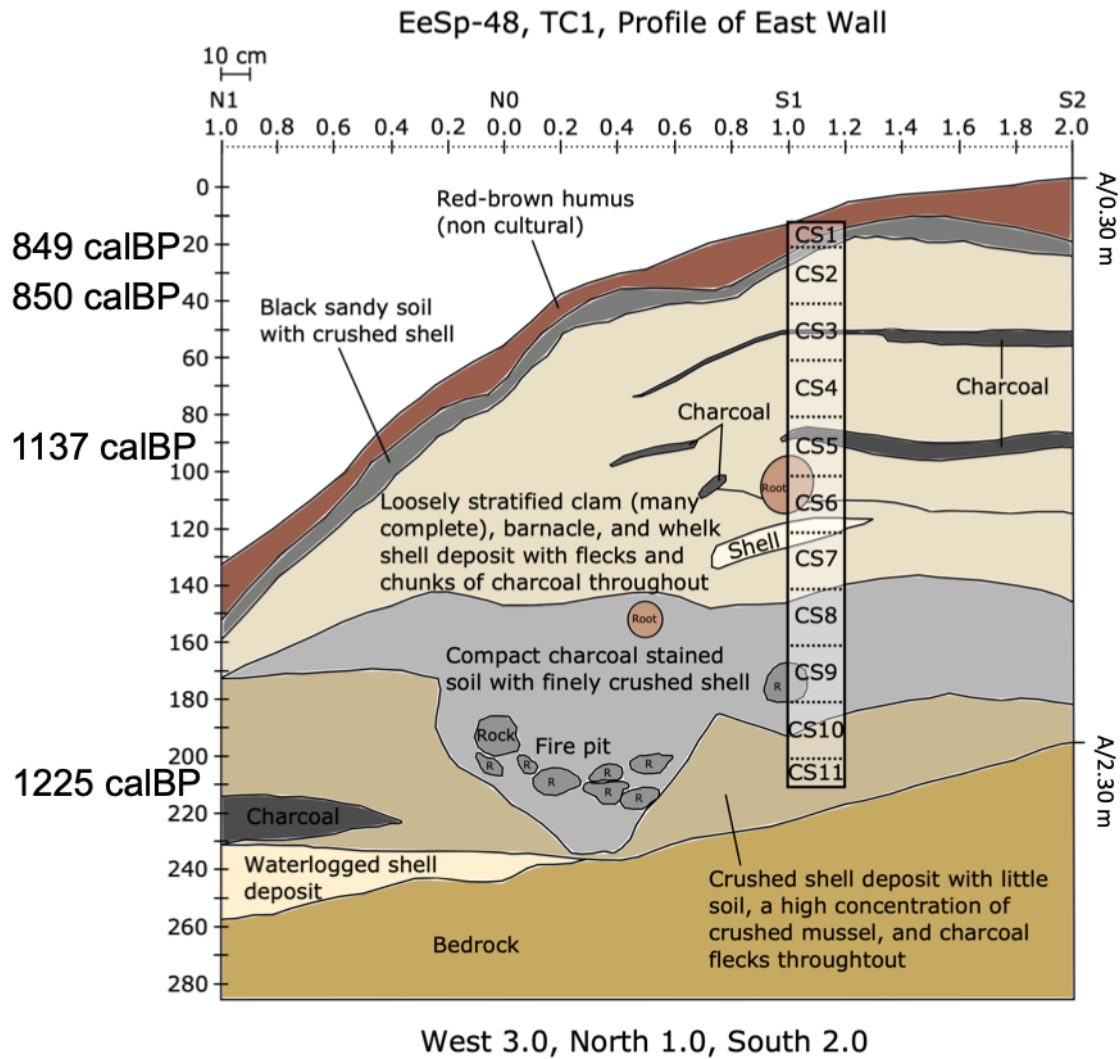 EeSp-48, TC1, Profile of East Wall
10 cm
N1 N0 S1 S2
1.0 0.8 0.6 0.4 0.2 0.0 0.2 0.4 0.6 0.8 1.0 1.2 1.4 1.6 1.8 2.0
A/0.30 m
0
20
40
60
80
100
120
140
160
180
200
220
240
260
280
849 calBP
850 calBP
1137 calBP
1225 calBP
Red-brown humus
(non cultural)
Black sandy soil
with crushed shell
CS1
CS2
CS3
CS4
CS5
CS6
CS7
CS8
CS9
CS10
CS11
Charcoal
Charcoal
Root
Loosely stratified clam (many
complete), barnacle, and whelk
shell deposit with flecks and
chunks of charcoal throughout
Shell
Root
Compact charcoal stained
soil with finely crushed shell
R
Rock
Fire pit
R
R
R
R
R
R
R
A/2.30 m
Charcoal
Waterlogged shell
deposit
Crushed shell deposit with little
soil, a high concentration of
crushed mussel, and charcoal
flecks throughtout
Bedrock
West 3.0, North 1.0, South 2.0